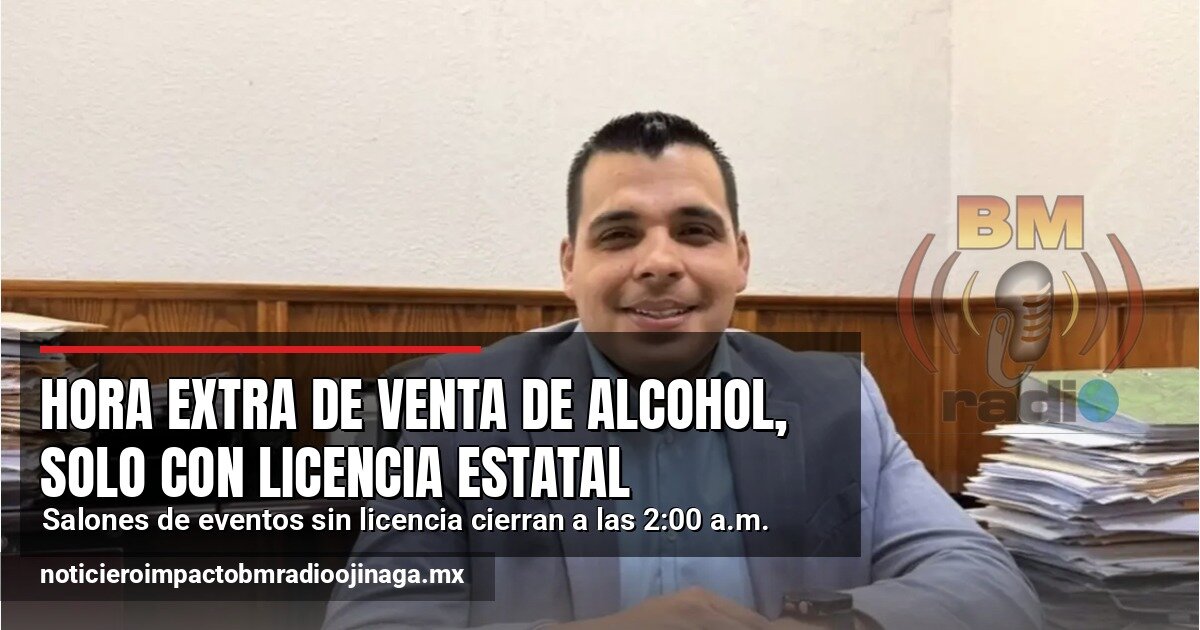 BM
radio
HORA EXTRA DE VENTA DE ALCOHOL,
SOLO CON LICENCIA ESTATAL
Salones de eventos sin licencia cierran a las 2:00 a.m.
noticieroimpactobmradioojinaga.mx